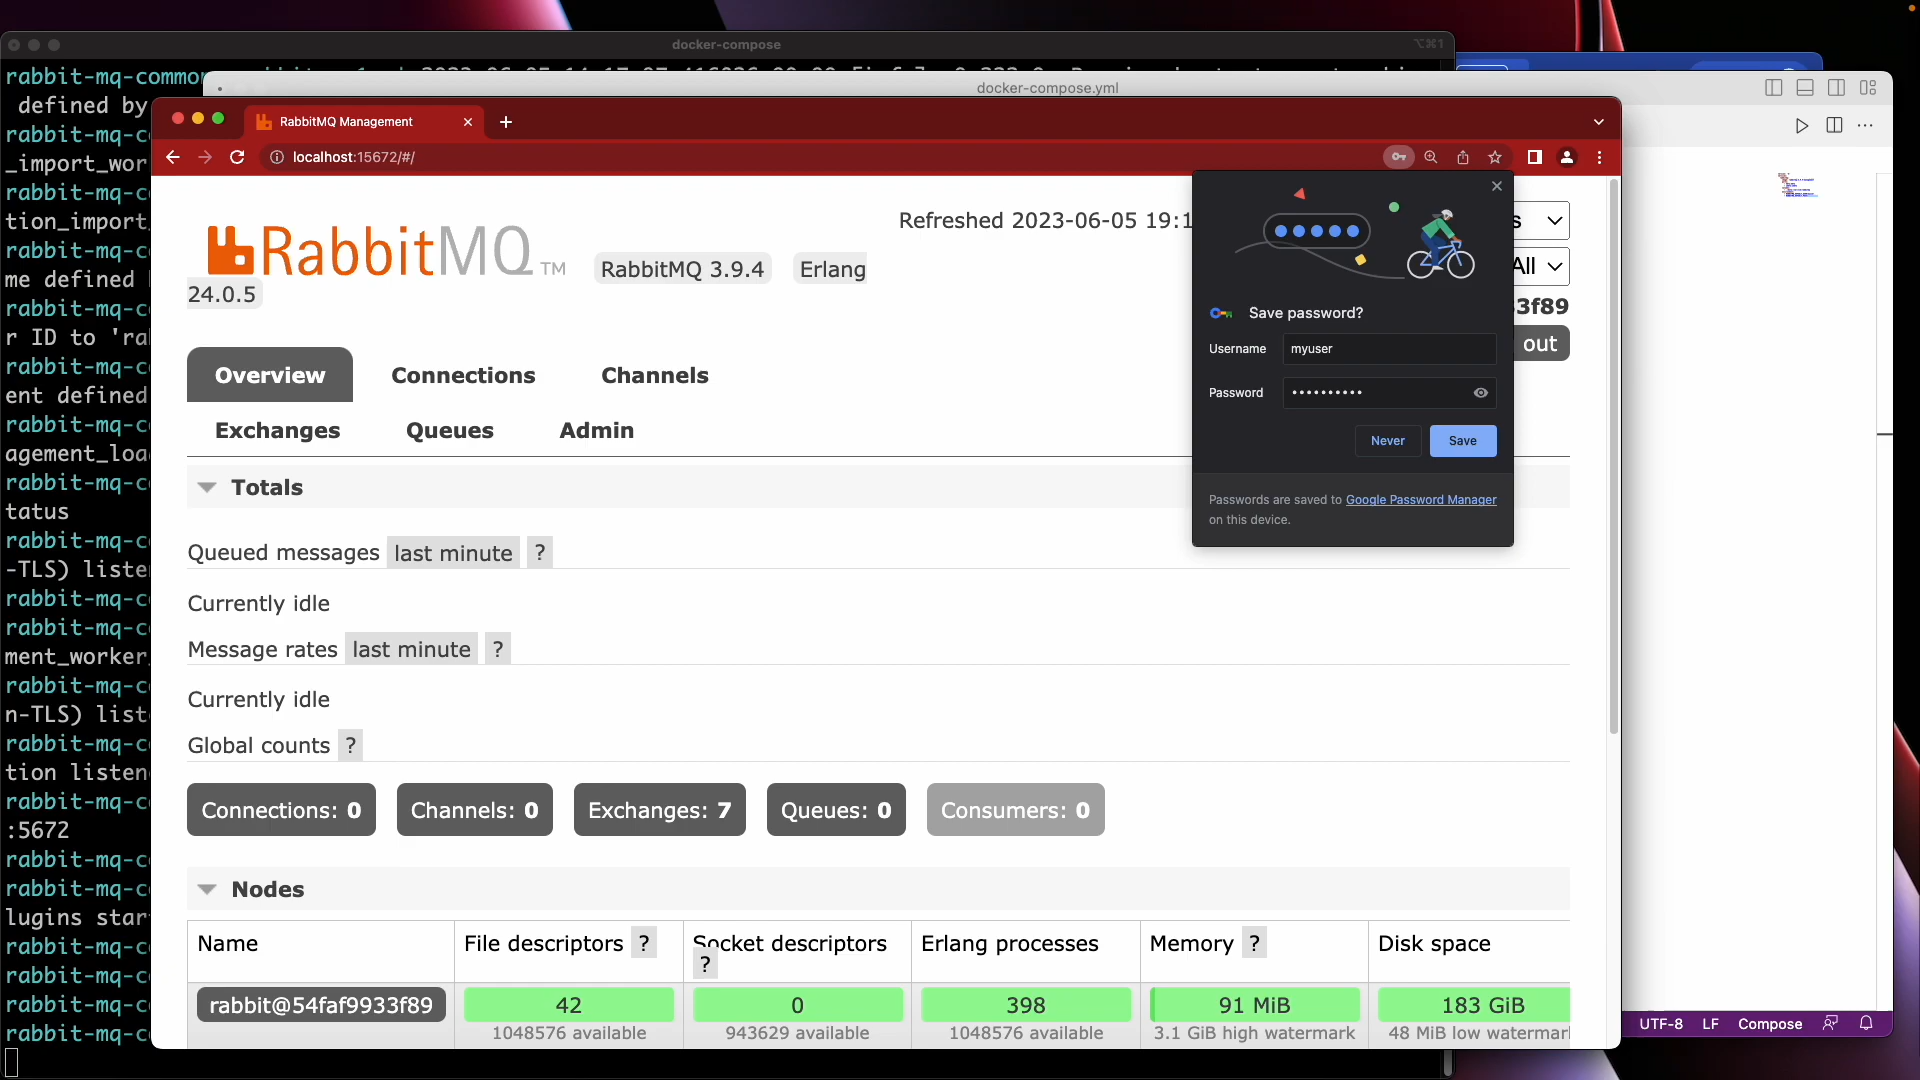 docker-compose
⌥⌘1
rabbit-mq-common
docker-compose.yml
defined by
rabbit-mq-c
_import_wor
rabbit-mq-c
tion_import
rabbit-mq-c
me defined
rabbit-mq-c
r ID to 'ra
rabbit-mq-c
ent defined
rabbit-mq-c
agement_loa
rabbit-mq-c
tatus
rabbit-mq-c
-TLS) liste
rabbit-mq-c
rabbit-mq-c
ment_worker
rabbit-mq-c
n-TLS) list
rabbit-mq-c
tion listen
rabbit-mq-c
:5672
rabbit-mq-c
rabbit-mq-c
lugins star
rabbit-mq-c
rabbit-mq-c
rabbit-mq-c
rabbit-mq-c
RabbitMQ Management
localhost:15672/#/
RabbitMQ TM RabbitMQ 3.9.4 Erlang
24.0.5
Refreshed 2023-06-05 19:1
s
All
3f89
out
Save password?
Username myuser
Password ••••••••••
Never Save
Passwords are saved to Google Password Manager
on this device.
Overview Connections Channels
Exchanges Queues Admin
Totals
Queued messages last minute ?
Currently idle
Message rates last minute ?
Currently idle
Global counts ?
Connections: 0 Channels: 0 Exchanges: 7 Queues: 0 Consumers: 0
Nodes
Name File descriptors ? Socket descriptors ? Erlang processes Memory ? Disk space
rabbit@54faf9933f89 42 0 398 91 MiB 183 GiB
1048576 available 943629 available 1048576 available 3.1 GiB high watermark 48 MiB low watermar
UTF-8 LF Compose